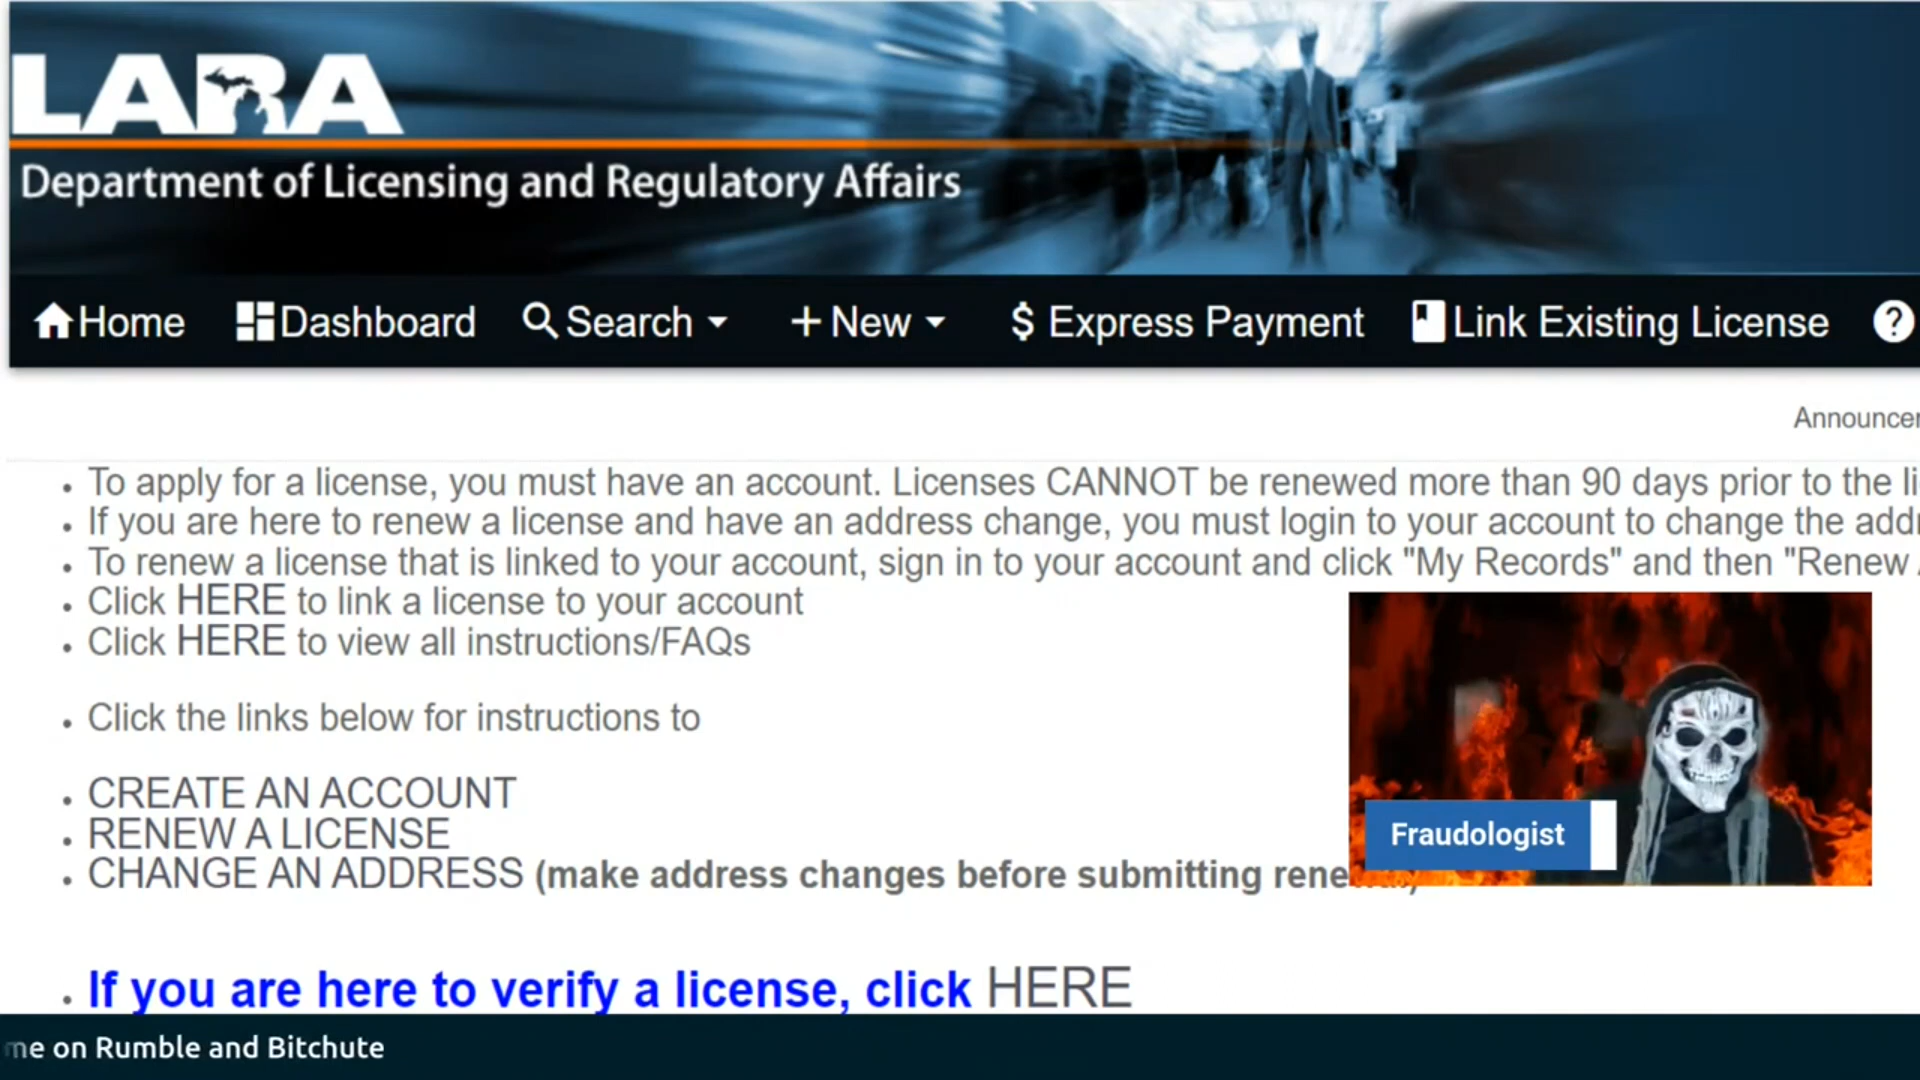 LARA
Department of Licensing and Regulatory Affairs
Home Dashboard Search + New $ Express Payment Link Existing License ?
To apply for a license, you must have an account. Licenses CANNOT be renewed more than 90 days prior to the
If you are here to renew a license and have an address change, you must login to your account to change the
To renew a license that is linked to your account, sign in to your account and click "My Records" and then "Renew
Click HERE to link a license to your account
Click HERE to view all instructions/FAQs
Click the links below for instructions to
CREATE AN ACCOUNT
RENEW A LICENSE
CHANGE AN ADDRESS (make address changes before submitting
Fraudologist
If you are here to verify a license, click HERE
on Rumble and Bitchute